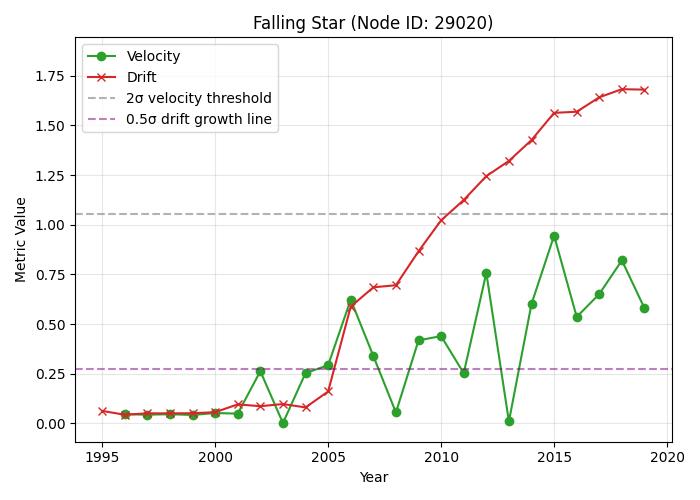 Falling Star (Node ID: 29020)
Velocity
Drift
2σ velocity threshold
0.5σ drift growth line
Metric Value
1.75
1.50
1.25
1.00
0.75
0.50
0.25
0.00
1995 2000 2005 2010 2015 2020
Year